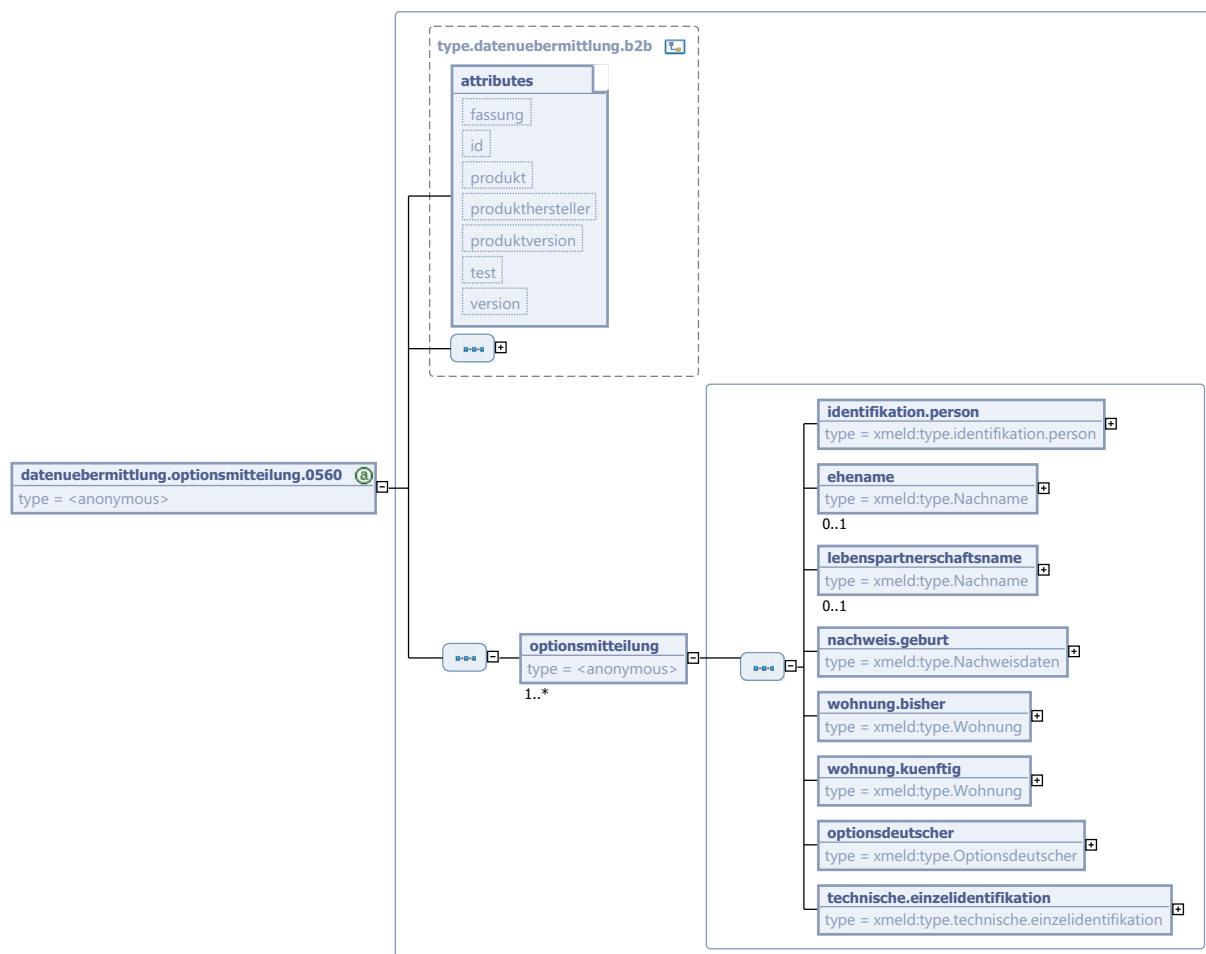 type.datenuebermittlung.b2b
attributes
fassung
id
produkt
produkthersteller
produktversion
test
version
datenuebermittlung.optionsmitteilung.0560 a
type = <anonymous>
optionsmitteilung
type = <anonymous>
1..*
identifikation.person
type = xmeld:type.identifikation.person
ehename
type = xmeld:type.Nachname
0..1
lebenspartnerschaftsname
type = xmeld:type.Nachname
0..1
nachweis.geburt
type = xmeld:type.Nachweisdaten
wohnung.bisher
type = xmeld:type.Wohnung
wohnung.kuenftig
type = xmeld:type.Wohnung
optionsdeutscher
type = xmeld:type.Optionsdeutscher
technische.einzelidentifikation
type = xmeld:type.technische.einzelidentifikation